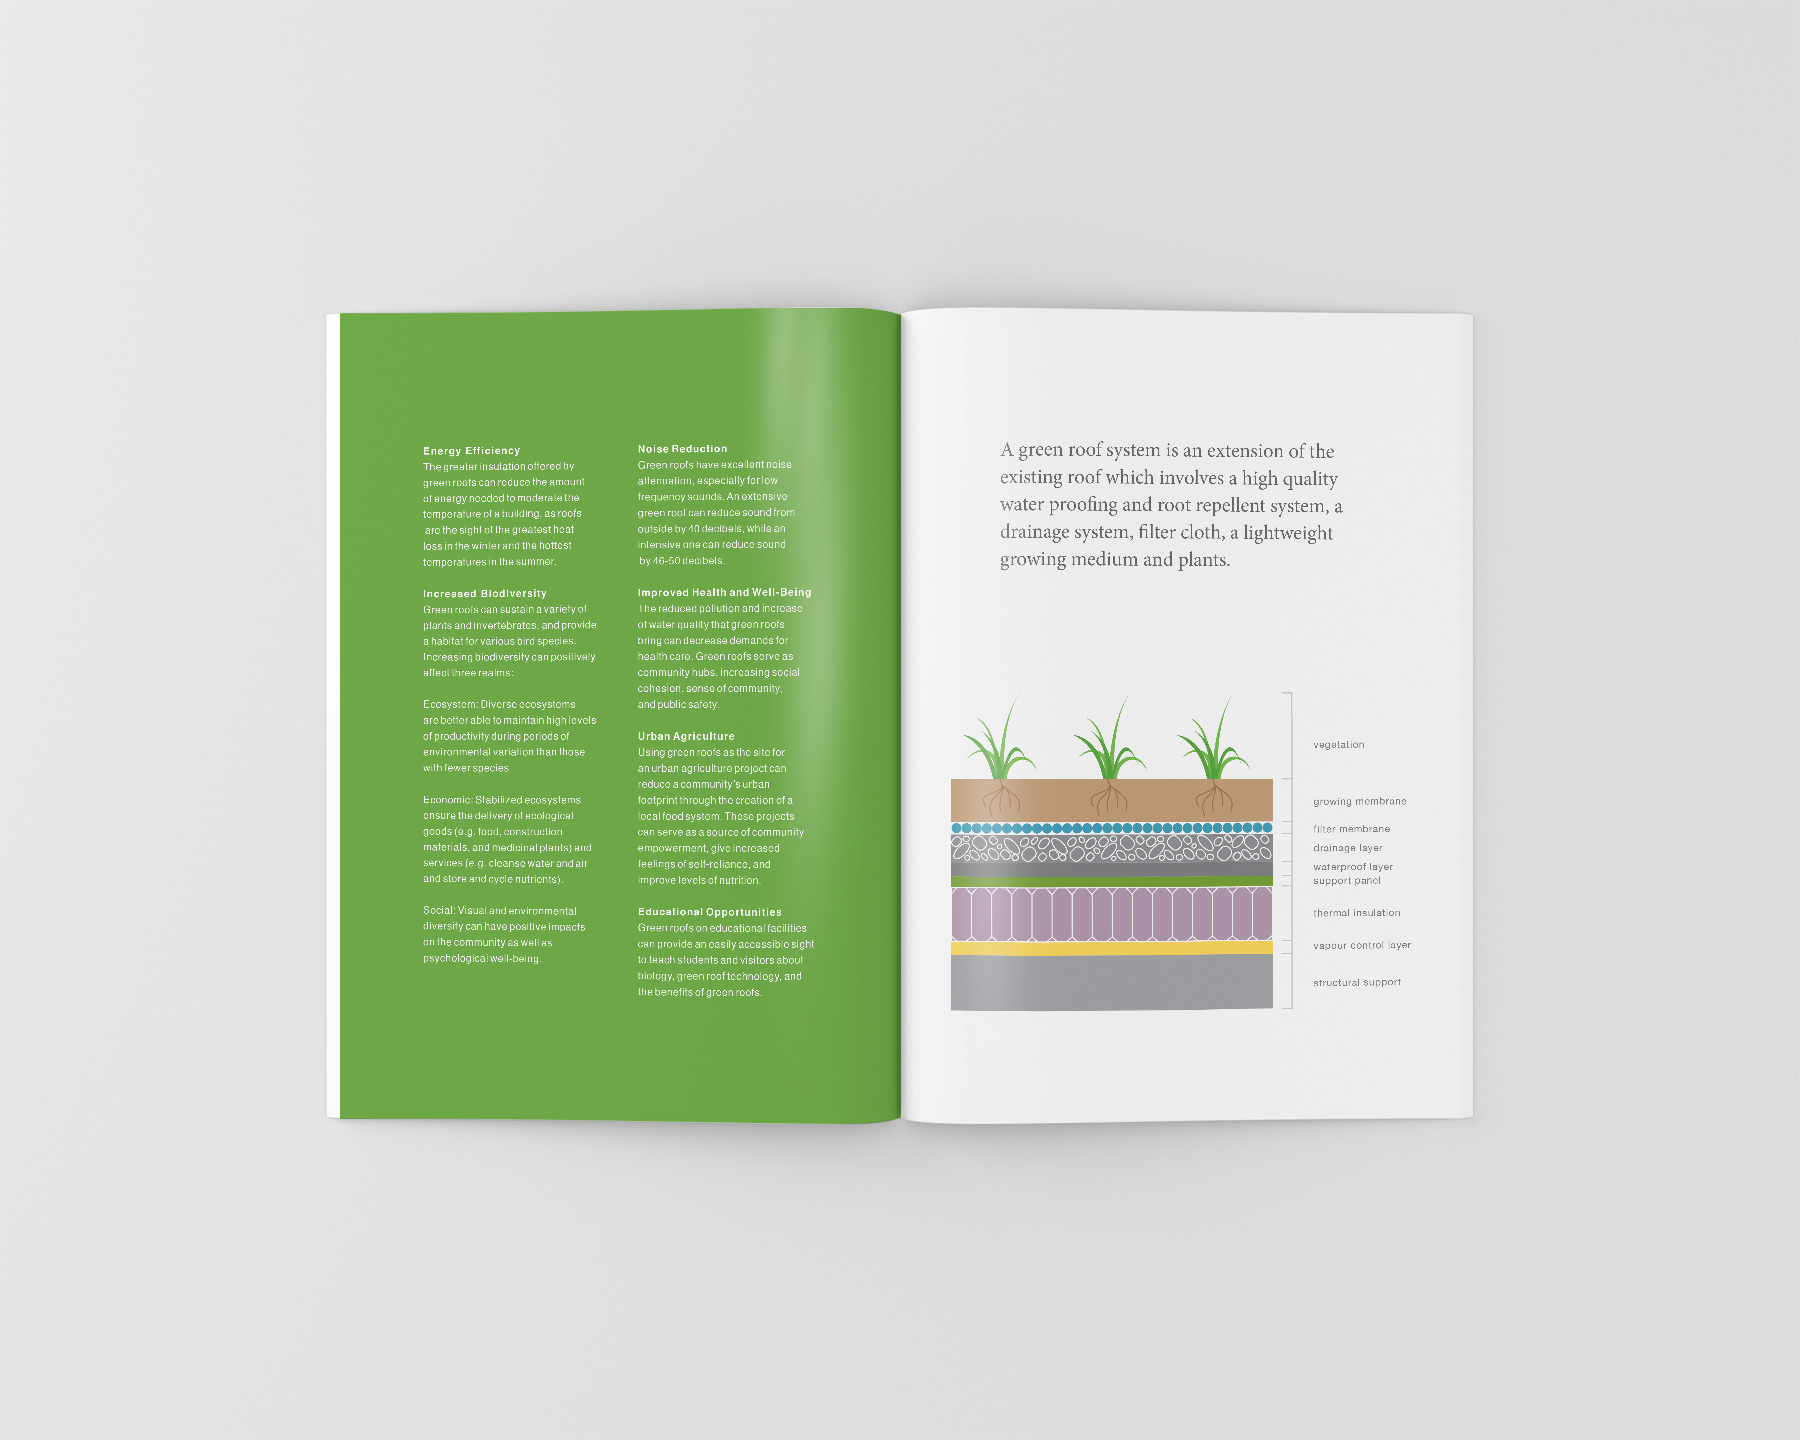 Energy Efficiency
The greater insulation offered by
green roofs can reduce the amount
of energy needed to moderate the
temperature of a building, as roofs
are the sight of the greatest heat
loss in the winter and the hottest
temperatures in the summer.
Increased Biodiversity
Green roofs can sustain a variety of
plants and invertebrates, and provide
a habitat for various bird species.
Increasing biodiversity can positively
affect three realms:
Ecosystem: Diverse ecosystems
are better able to maintain high levels
of productivity during periods of
environmental variation than those
with fewer species
Economic: Stabilized ecosystems
ensure the delivery of ecological
goods (e.g. food, construction
materials, and medicinal plants) and
services (e.g. cleanse water and air
and store and cycle nutrients).
Social: Visual and environmental
diversity can have positive impacts
on the community as well as
psychological well-being.
Noise Reduction
Green roofs have excellent noise
attenuation, especially for low
frequency sounds. An extensive
green roof can reduce sound from
outside by 40 decibels, while an
intensive one can reduce sound
by 46-50 decibels.
Improved Health and Well-Being
The reduced pollution and increase
of water quality that green roofs
bring can decrease demands for
health care. Green roofs serve as
community hubs, increasing social
cohesion, sense of community,
and public safety.
Urban Agriculture
Using green roofs as the site for
an urban agriculture project can
reduce a community's urban
footprint through the creation of a
local food system. These projects
can serve as a source of community
empowerment, give increased
feelings of self-reliance, and
improve levels of nutrition.
Educational Opportunities
Green roofs on educational facilities
can provide an easily accessible sight
to teach students and visitors about
biology, green roof technology, and
the benefits of green roofs.
A green roof system is an extension of the
existing roof which involves a high quality
water proofing and root repellent system, a
drainage system, filter cloth, a lightweight
growing medium and plants.
vegetation
growing membrane
filter membrane
drainage layer
waterproof layer
support panel
thermal insulation
vapour control layer
structural support